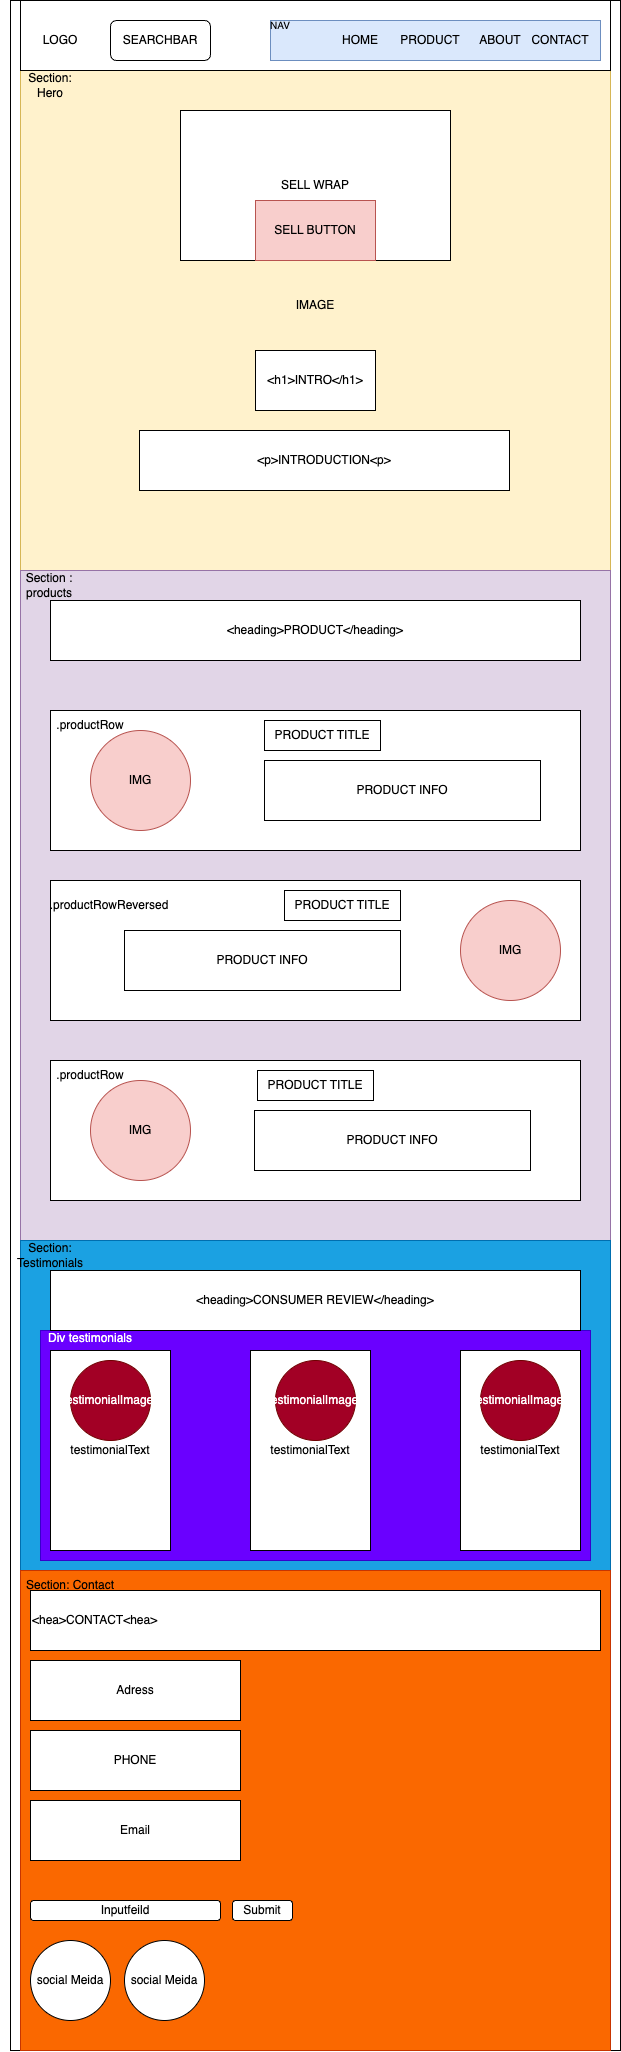 NAV
LOGO
SEARCHBAR
HOME
PRODUCT
ABOUT
CONTACT
Section:
Hero
SELL WRAP
SELL BUTTON
IMAGE
<h1>INTRO</h1>
<p>INTRODUCTION<p>
Section :
products
<heading>PRODUCT</heading>
.productRow
PRODUCT TITLE
IMG
PRODUCT INFO
.productRowReversed
PRODUCT TITLE
PRODUCT INFO
IMG
.productRow
PRODUCT TITLE
IMG
PRODUCT INFO
Section:
Testimonials
<heading>CONSUMER REVIEW</heading>
Div testimonials
estimonialImage
estimonialImage
estimonialImage
testimonialText
testimonialText
testimonialText
Section: Contact
<hea>CONTACT<hea>
Adress
PHONE
Email
Inputfeild
Submit
social Meida
social Meida